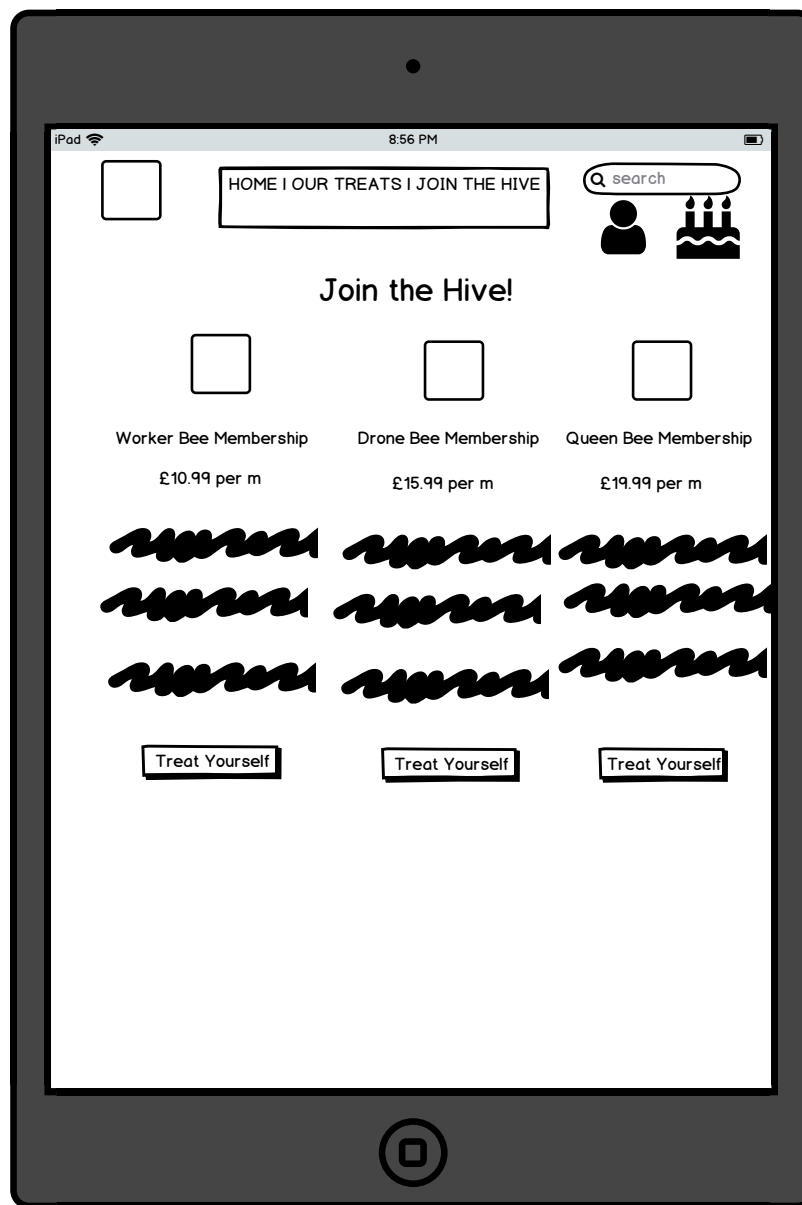 iPad
8:56 PM
HOME | OUR TREATS | JOIN THE HIVE
search
Join the Hive!
Worker Bee Membership
Drone Bee Membership
Queen Bee Membership
£10.99 per m
£15.99 per m
£19.99 per m
Treat Yourself
Treat Yourself
Treat Yourself